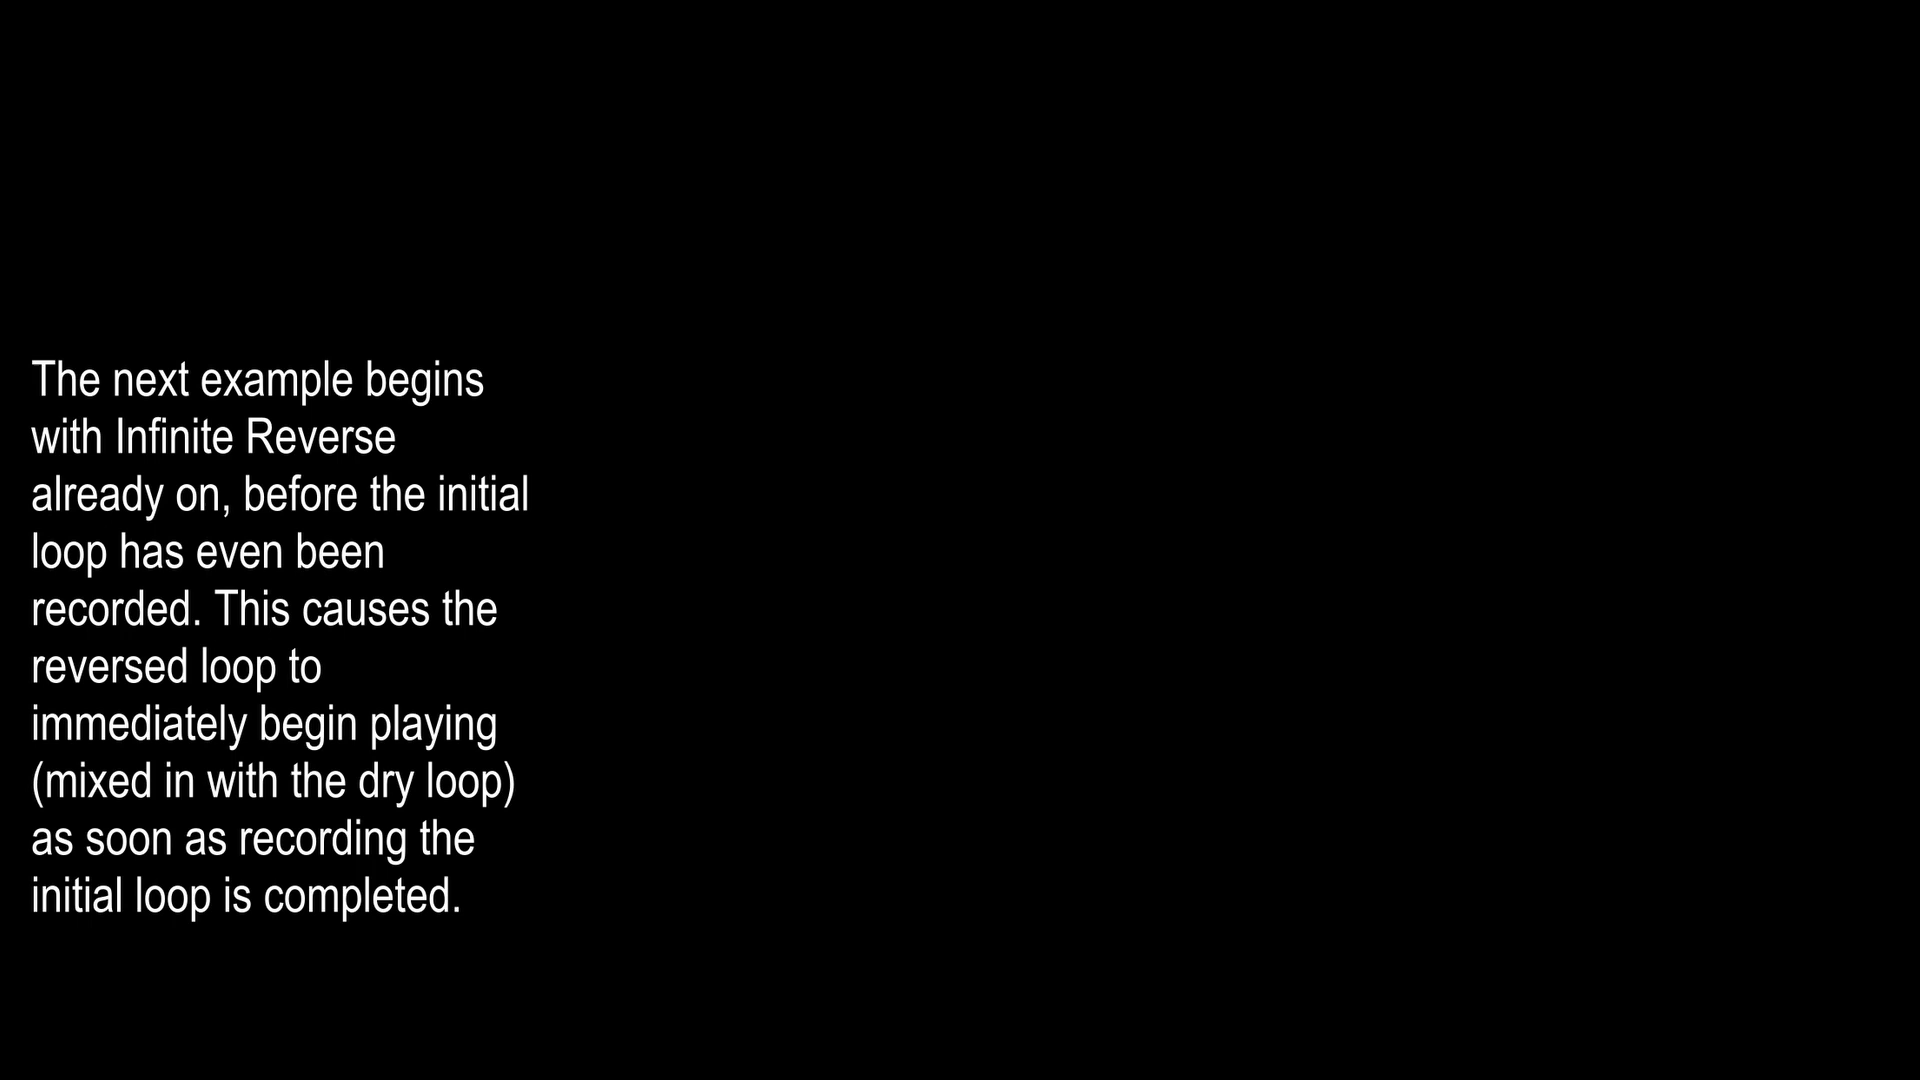 The next example begins
with Infinite Reverse
already on, before the initial
loop has even been
recorded. This causes the
reversed loop to
immediately begin playing
(mixed in with the dry loop)
as soon as recording the
initial loop is completed.